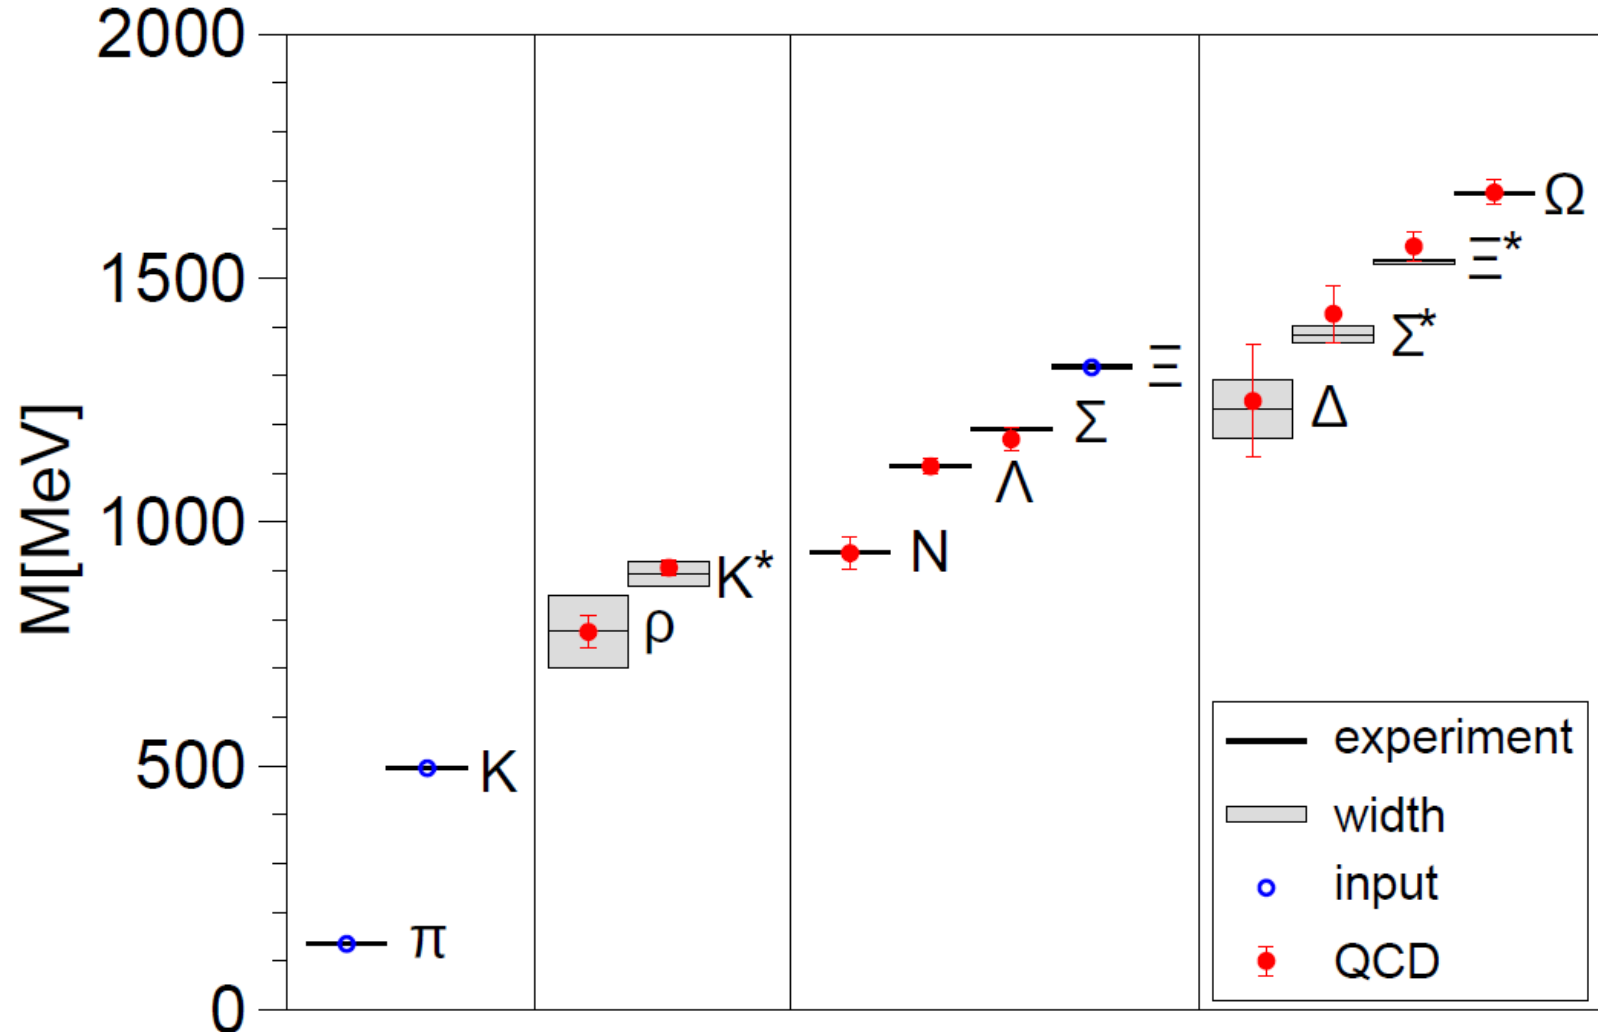 M[MeV]
2000
1500
1000
500
0
π
K
ρ
K*
N
Λ
Σ
Ξ
Δ
Σ*
Ξ*
Ω
experiment
width
input
QCD